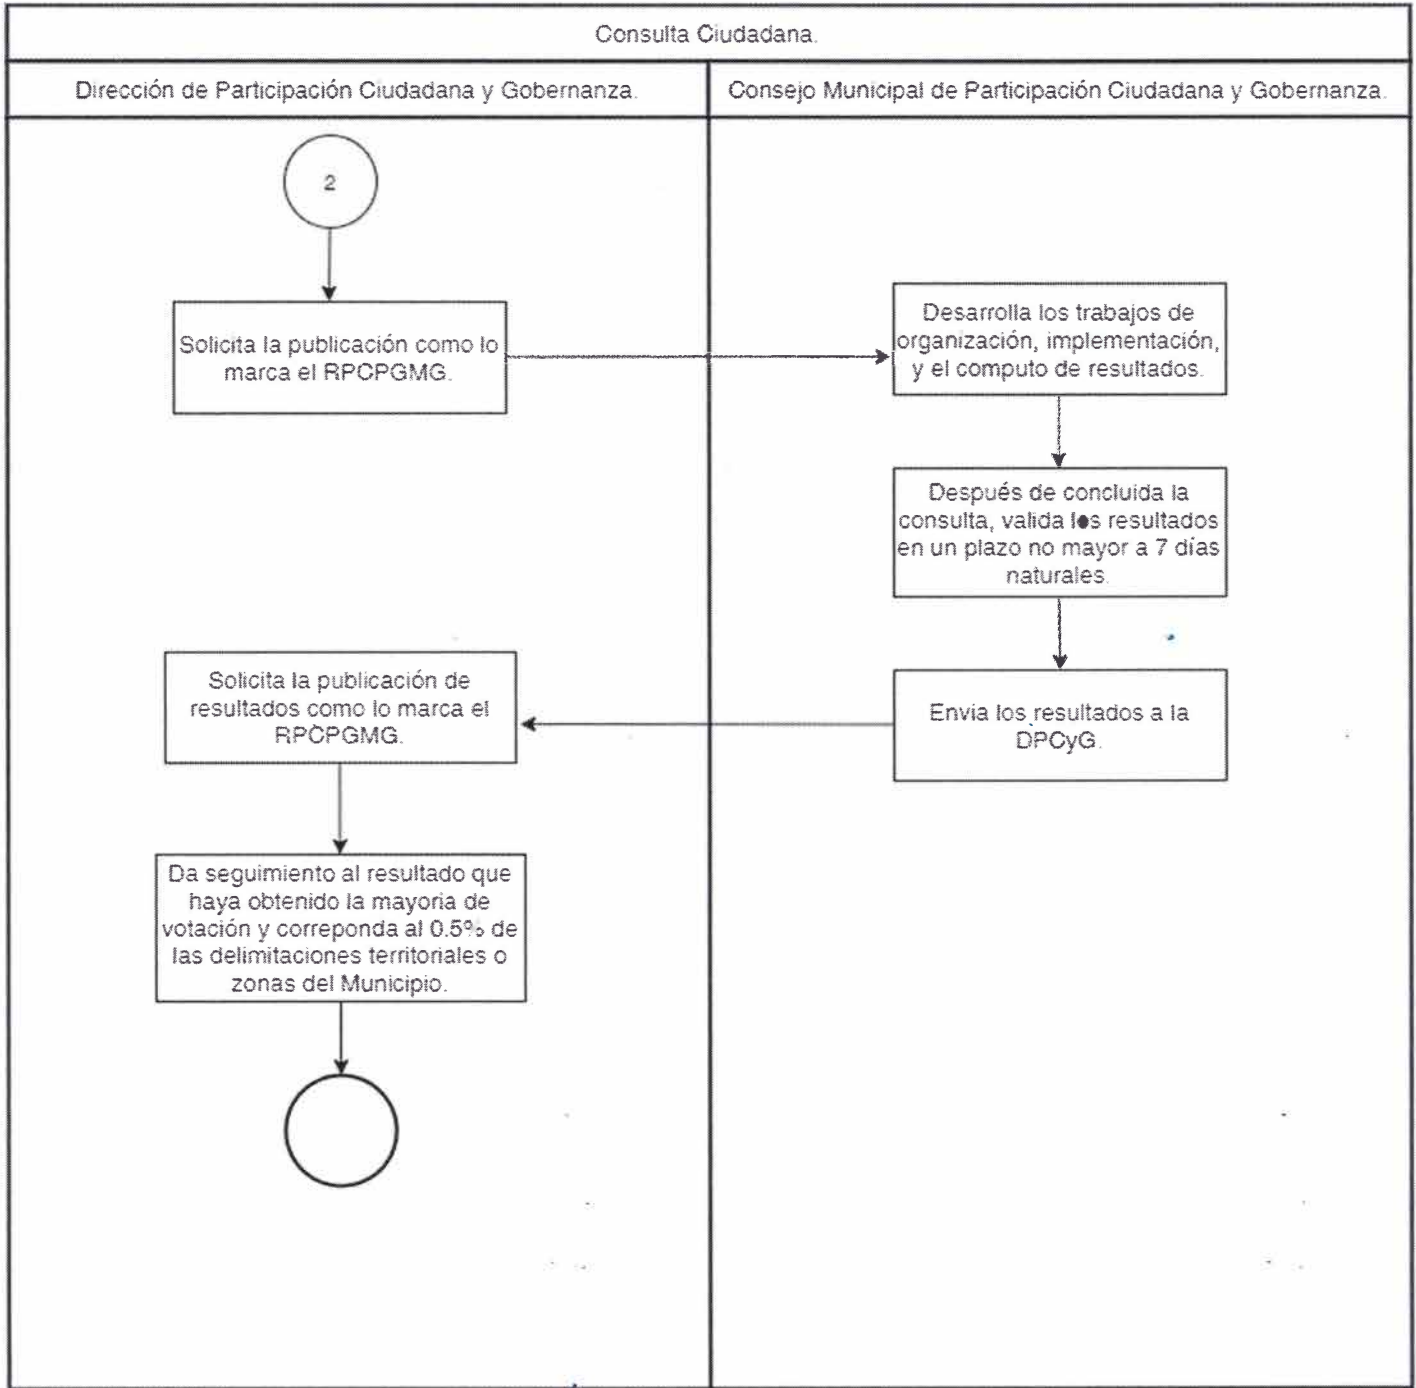 Consulta Ciudadana.
Dirección de Participación Ciudadana y Gobernanza.
Consejo Municipal de Participación Ciudadana y Gobernanza.
2
Solicita la publicación como lo
marca el RPCPGMG.
Desarrolla los trabajos de
organización, implementación,
y el computo de resultados.
Después de concluida la
consulta, valida los resultados
en un plazo no mayor a 7 días
naturales.
Envia los resultados a la
DPCyG.
Solicita la publicación de
resultados como lo marca el
RPCPGMG.
Da seguimiento al resultado que
haya obtenido la mayoria de
votación y correponda al 0.5% de
las delimitaciones territoriales o
zonas del Municipio.